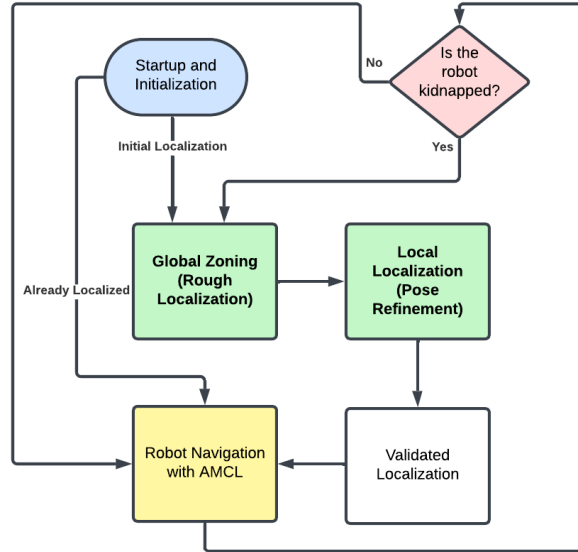 Startup and
Initialization
Is the
robot
kidnapped?
No
Yes
Initial Localization
Already Localized
Global Zoning
(Rough
Localization)
Local
Localization
(Pose
Refinement)
Robot Navigation
with AMCL
Validated
Localization